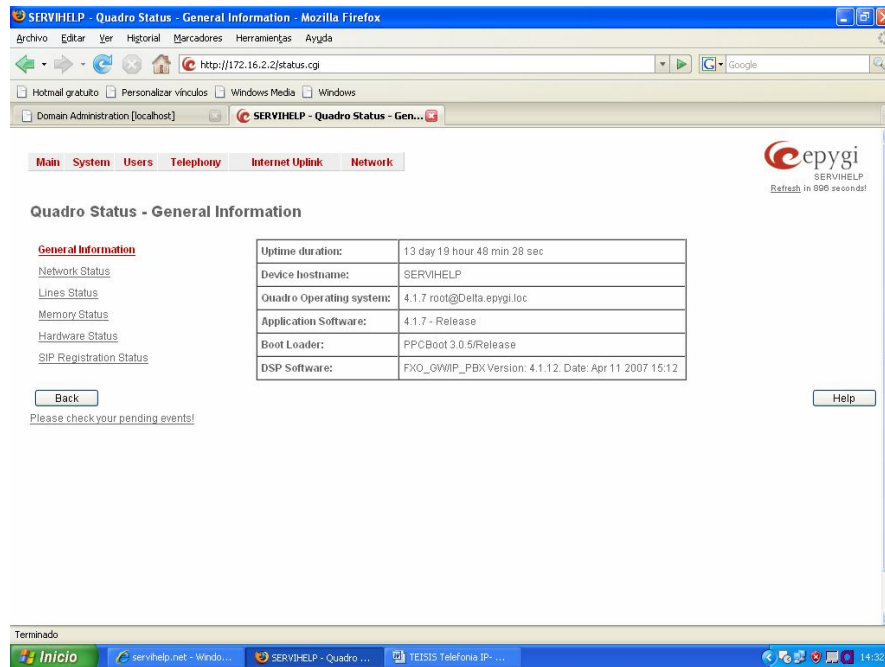 SERVIHELP - Quadro Status - General Information - Mozilla Firefox
Archivo Editar Ver Historial Marcadores Herramientas Ayuda
http://172.16.2.2/status.cgi
G Google
Hotmail gratuito Personalizar vínculos Windows Media Windows
Domain Administration [localhost] SERVIHELP - Quadro Status - Gen...
Main System Users Telephony Internet Uplink Network
epygi
SERVIHELP
Refresh in 896 seconds!
Quadro Status - General Information
General Information
Network Status
Lines Status
Memory Status
Hardware Status
SIP Registration Status
Uptime duration: 13 day 19 hour 48 min 28 sec
Device hostname: SERVIHELP
Quadro Operating system: 4.1.7 root@Delta.epygi.loc
Application Software: 4.1.7 - Release
Boot Loader: PPCBoot 3.0.5/Release
DSP Software: FXO_GW/IP_PBX Version: 4.1.12. Date: Apr 11 2007 15:12
Back Help
Please check your pending events!
Terminado
Inicio servihelp.net - Windo... SERVIHELP - Quadro ... TEISIS Telefonia IP- ... 14:32